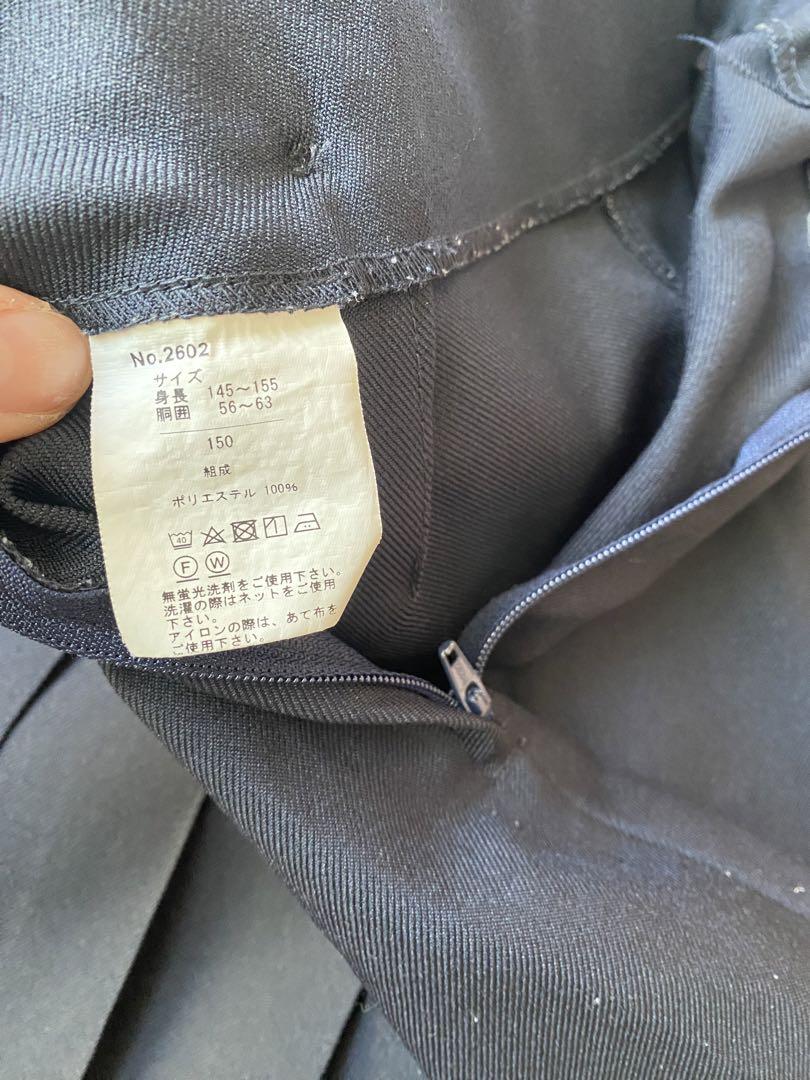 No.2602
サイズ
身長 145～155
胴囲 56～63
150
組成
ポリエステル 100%
40
F W
無蛍光洗剤をご使用下さい。
洗濯の際はネットをご使用
下さい。
アイロンの際は、あて布を
ご使用下さい。